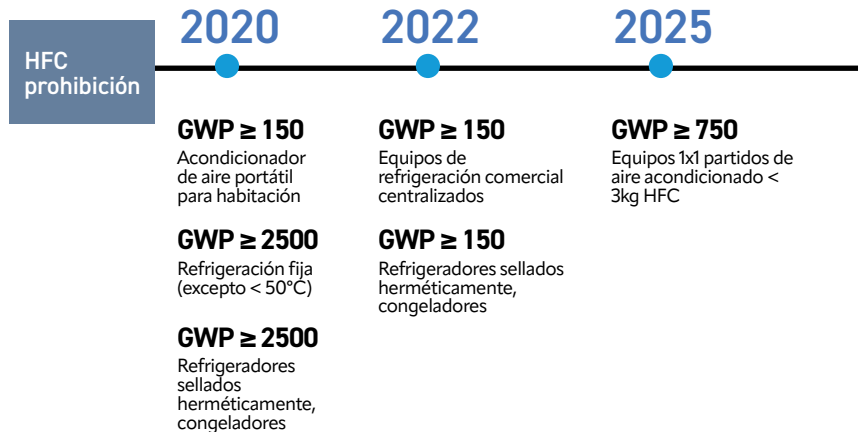 HFC
prohibición
2020
GWP ≥ 150
Acondicionador
de aire portátil
para habitación
GWP ≥ 2500
Refrigeración fija
(excepto < 50°C)
GWP ≥ 2500
Refrigeradores
sellados
herméticamente,
congeladores
2022
GWP ≥ 150
Equipos de
refrigeración comercial
centralizados
GWP ≥ 150
Refrigeradores sellados
herméticamente,
congeladores
2025
GWP ≥ 750
Equipos 1x1 partidos de
aire acondicionado <
3kg HFC